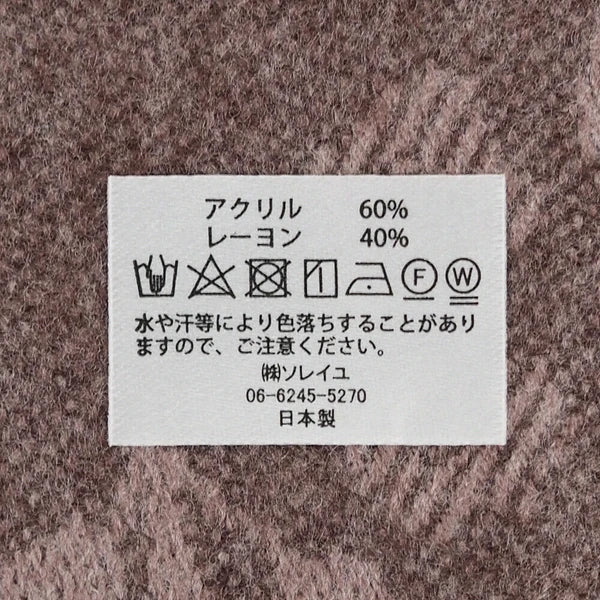 アクリル 60%
レーヨン 40%
F W
水や汗等により色落ちすることがあり
ますので、ご注意ください。
㈱ソレイユ
06-6245-5270
日本製